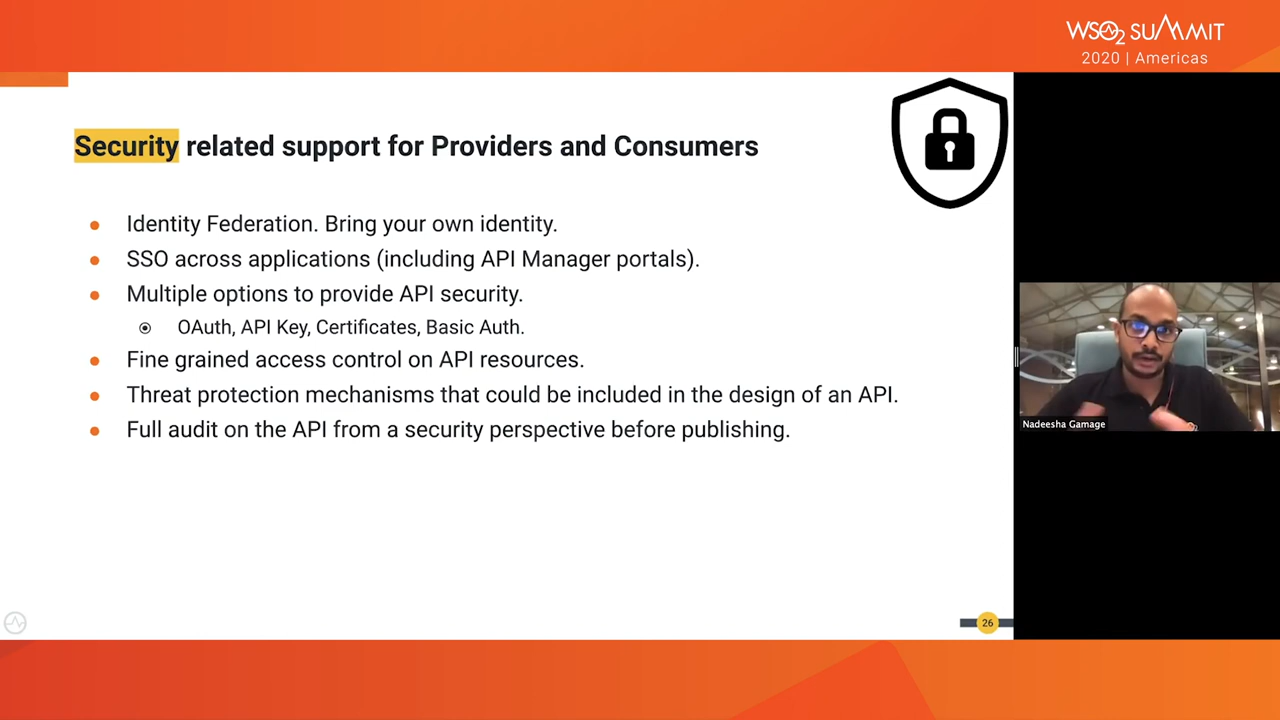 WSO2 SUMMIT
2020 | Americas
Security related support for Providers and Consumers
Identity Federation. Bring your own identity.
SSO across applications (including API Manager portals).
Multiple options to provide API security.
OAuth, API Key, Certificates, Basic Auth.
Fine grained access control on API resources.
Threat protection mechanisms that could be included in the design of an API.
Full audit on the API from a security perspective before publishing.
Nadeesha Gamage
26